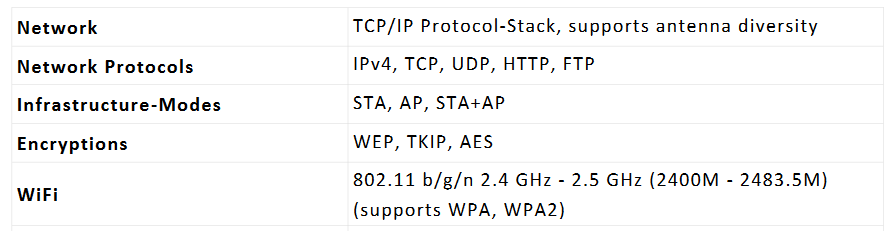 Network TCP/IP Protocol-Stack, supports antenna diversity
Network Protocols IPv4, TCP, UDP, HTTP, FTP
Infrastructure-Modes STA, AP, STA+AP
Encryptions WEP, TKIP, AES
WiFi 802.11 b/g/n 2.4 GHz - 2.5 GHz (2400M - 2483.5M)
(supports WPA, WPA2)